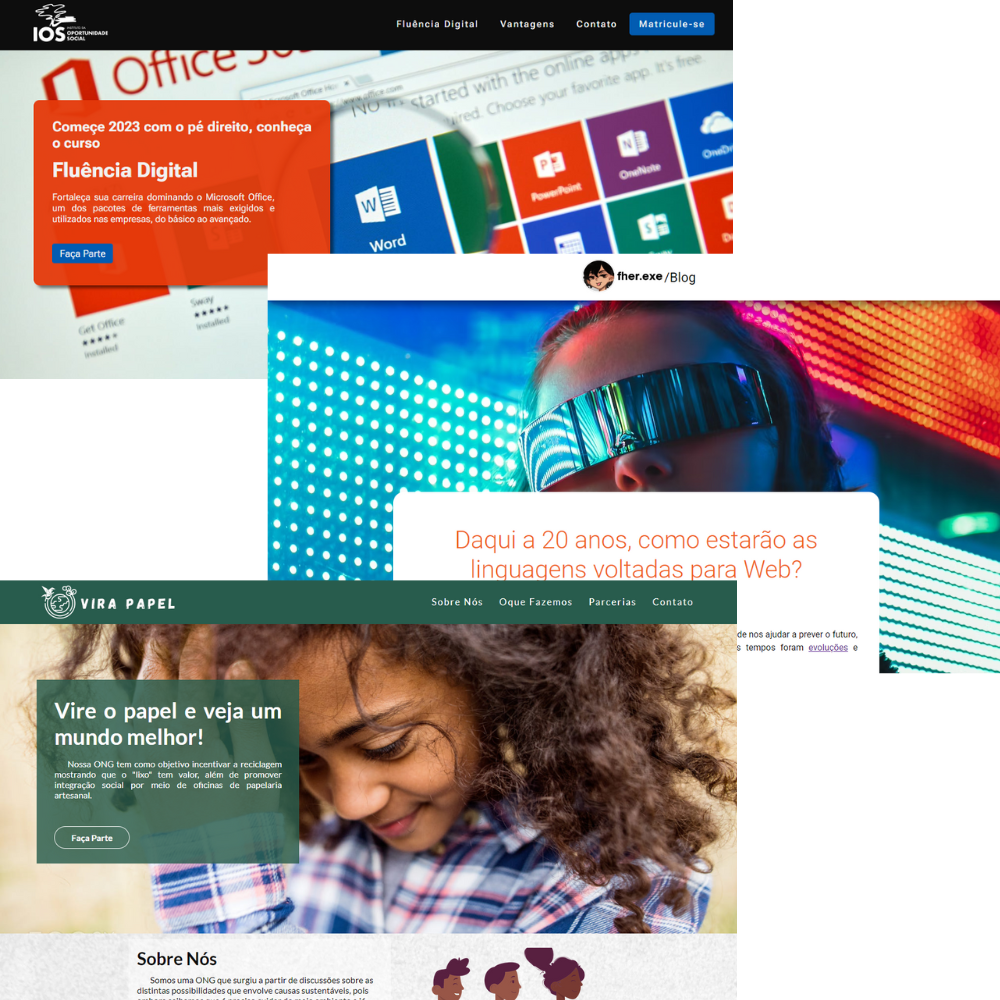 IOS INSTITUTO DA
OPORTUNIDADE
SOCIAL
Fluência Digital Vantagens Contato Matricule-se
Office
started with the online apps
Choose your favorite app. It's free.
Começe 2023 com o pé direito, conheça
o curso
Fluência Digital
Fortaleça sua carreira dominando o Microsoft Office,
um dos pacotes de ferramentas mais exigidos e
utilizados nas empresas, do básico ao avançado.
Faça Parte
Word
PowerPoint
OneNote
Get Office
Installed
Sway
Installed
fher.exe /Blog
Daqui a 20 anos, como estarão as
linguagens voltadas para Web?
de nos ajudar a prever o futuro,
s tempos foram evoluções e
VIRA PAPEL
Sobre Nós Oque Fazemos Parcerias Contato
Vire o papel e veja um
mundo melhor!
Nossa ONG tem como objetivo incentivar a reciclagem
mostrando que o "lixo" tem valor, além de promover
integração social por meio de oficinas de papelaria
artesanal.
Faça Parte
Sobre Nós
Somos uma ONG que surgiu a partir de discussões sobre as
distintas possibilidades que envolve causas sustentáveis, pois